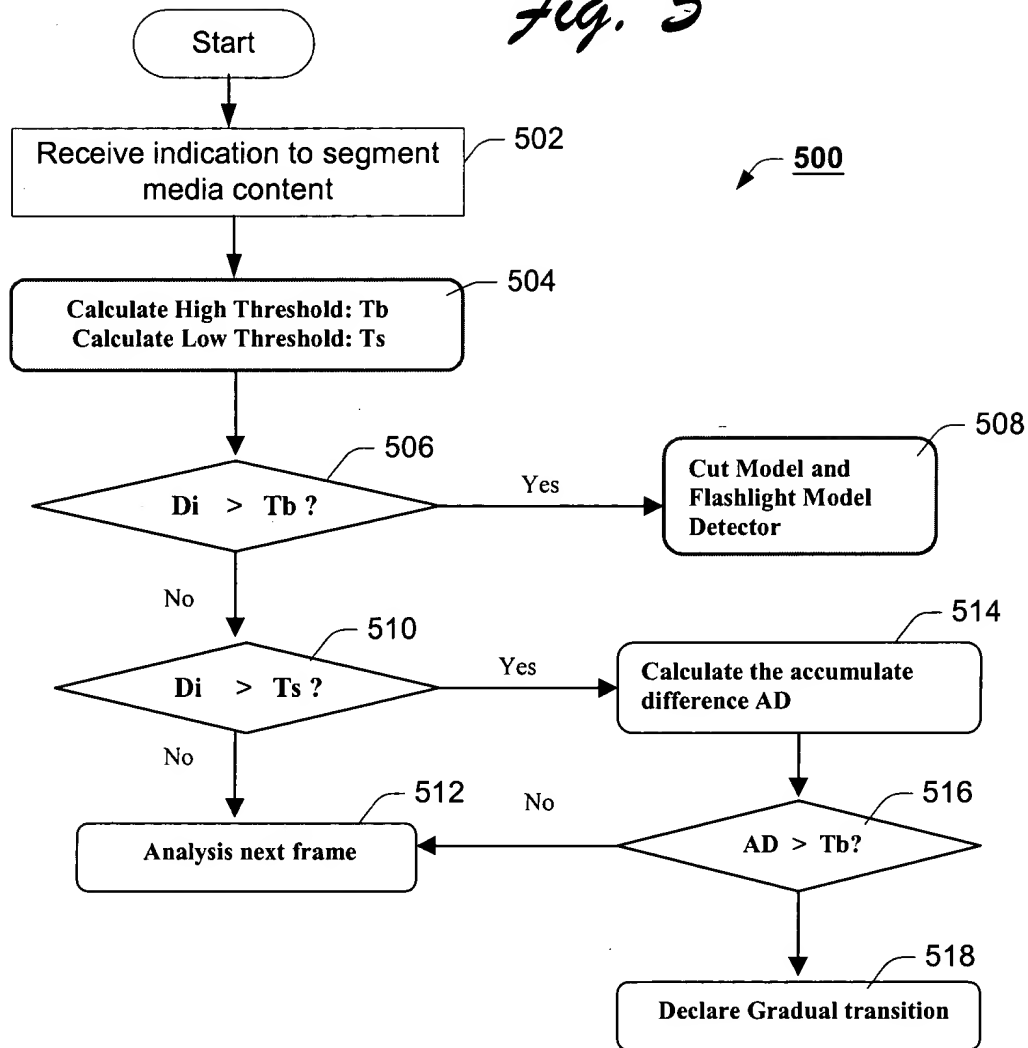 Fig. 5
Start
502
Receive indication to segment
media content
500
504
Calculate High Threshold: Tb
Calculate Low Threshold: Ts
506
Di > Tb ?
Yes
508
Cut Model and
Flashlight Model
Detector
No
510
Di > Ts ?
Yes
514
Calculate the accumulate
difference AD
No
512
Analysis next frame
No
516
AD > Tb?
518
Declare Gradual transition